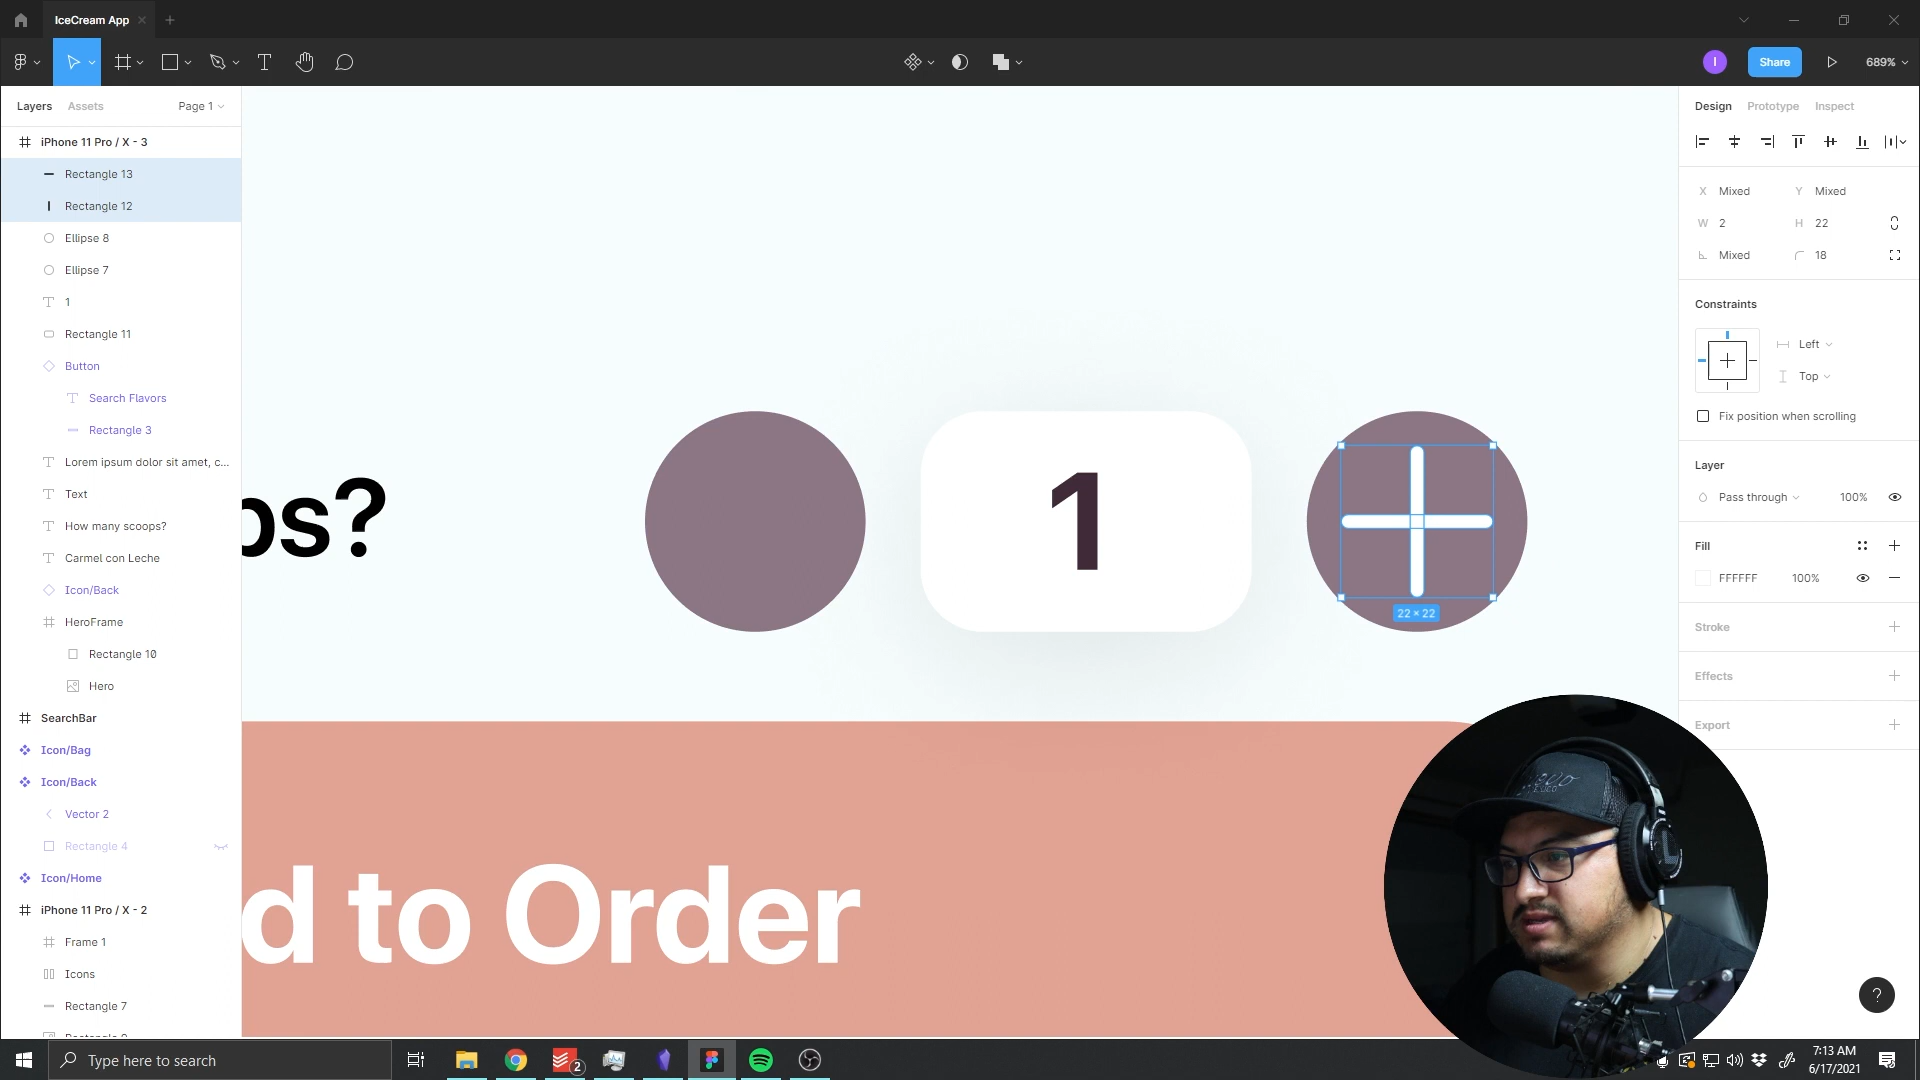 IceCream App
I
Share
689%
Layers
Assets
Page 1
iPhone 11 Pro / X - 3
Rectangle 13
Rectangle 12
Ellipse 8
Ellipse 7
1
Rectangle 11
Button
Search Flavors
Rectangle 3
Lorem ipsum dolor sit amet, c...
Text
How many scoops?
Carmel con Leche
Icon/Back
HeroFrame
Rectangle 10
Hero
SearchBar
Icon/Bag
Icon/Back
Vector 2
Rectangle 4
Icon/Home
iPhone 11 Pro / X - 2
Frame 1
Icons
Rectangle 7
ps?
1
22 × 22
d to Order
Design
Prototype
Inspect
X Mixed
Y Mixed
W 2
H 22
Mixed
18
Constraints
Left
Top
Fix position when scrolling
Layer
Pass through
100%
Fill
FFFFFF
100%
Stroke
Effects
Export
?
Type here to search
2
7:13 AM
6/17/2021